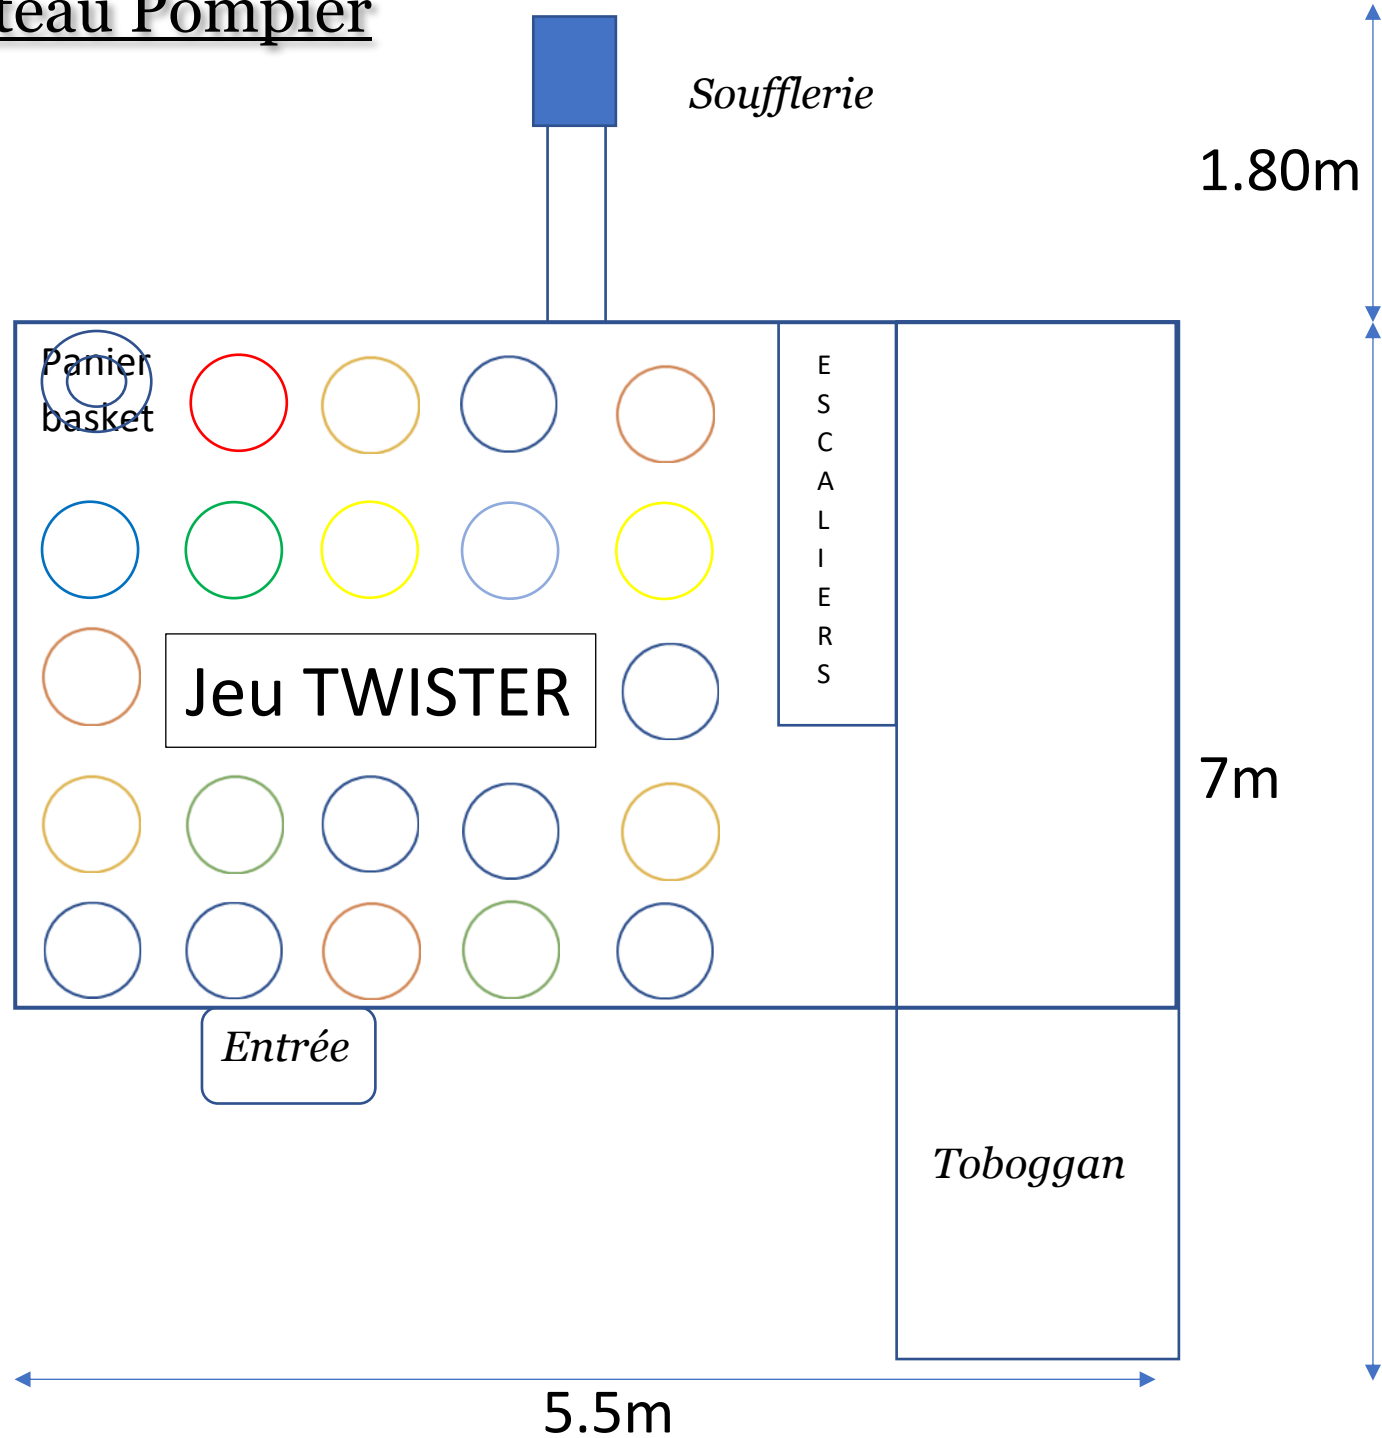 teau Pompier
Soufflerie
1.80m
Panier
basket
E
S
C
A
L
I
E
R
S
Jeu TWISTER
7m
Entrée
Toboggan
5.5m